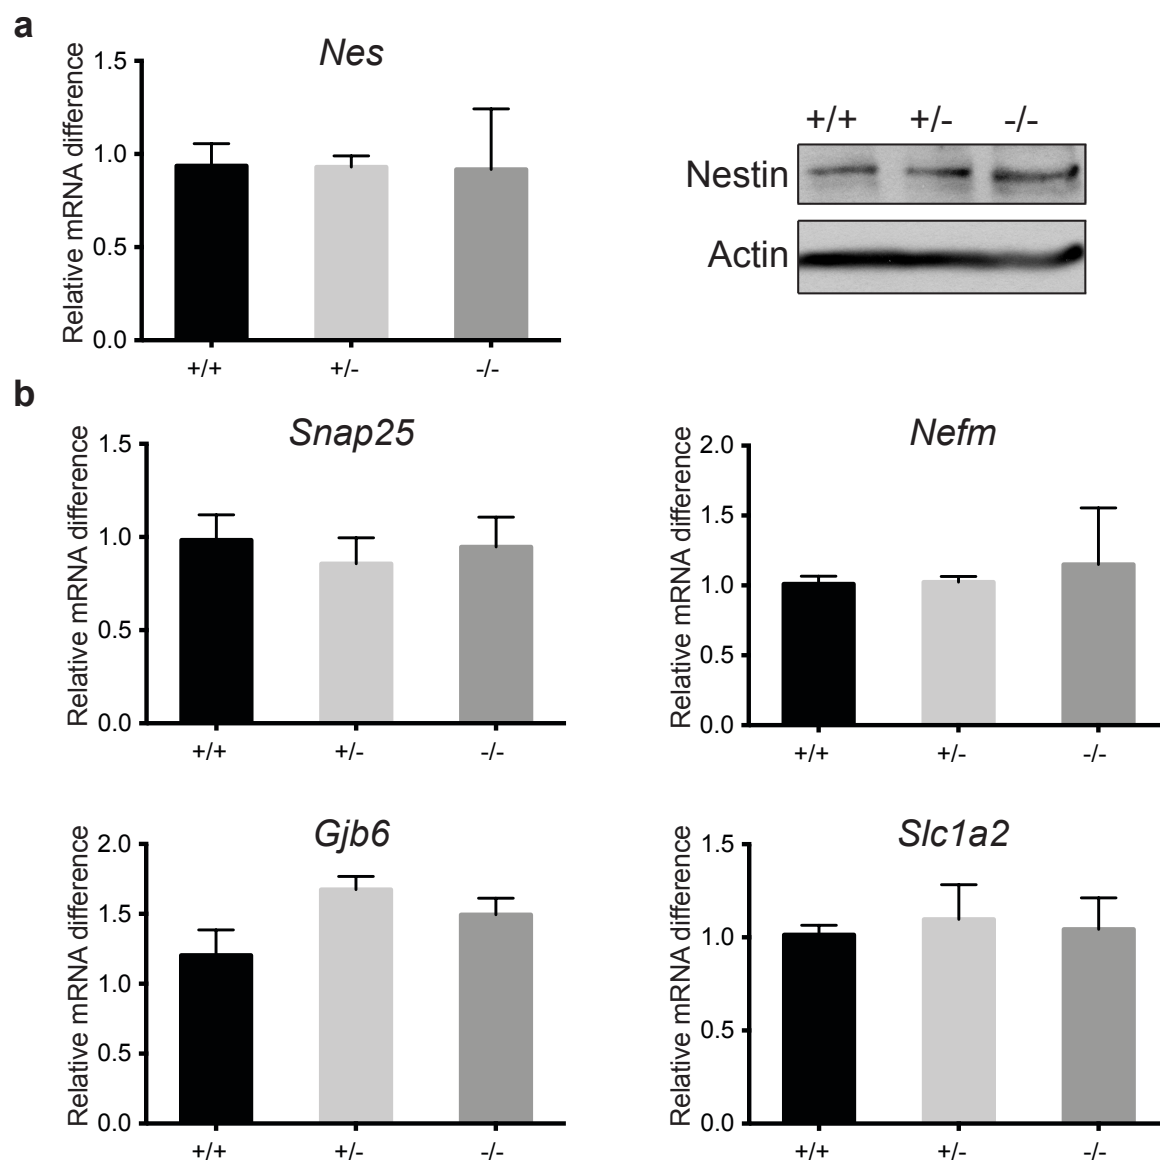 a
Nes
Relative mRNA difference
1.5
1.0
0.5
0.0
+/+ +/- -/-
+/+ +/- -/-
Nestin
Actin
b
Snap25
Relative mRNA difference
1.5
1.0
0.5
0.0
+/+ +/- -/-
Nefm
Relative mRNA difference
2.0
1.5
1.0
0.5
0.0
+/+ +/- -/-
Gjb6
Relative mRNA difference
2.0
1.5
1.0
0.5
0.0
+/+ +/- -/-
Slc1a2
Relative mRNA difference
1.5
1.0
0.5
0.0
+/+ +/- -/-